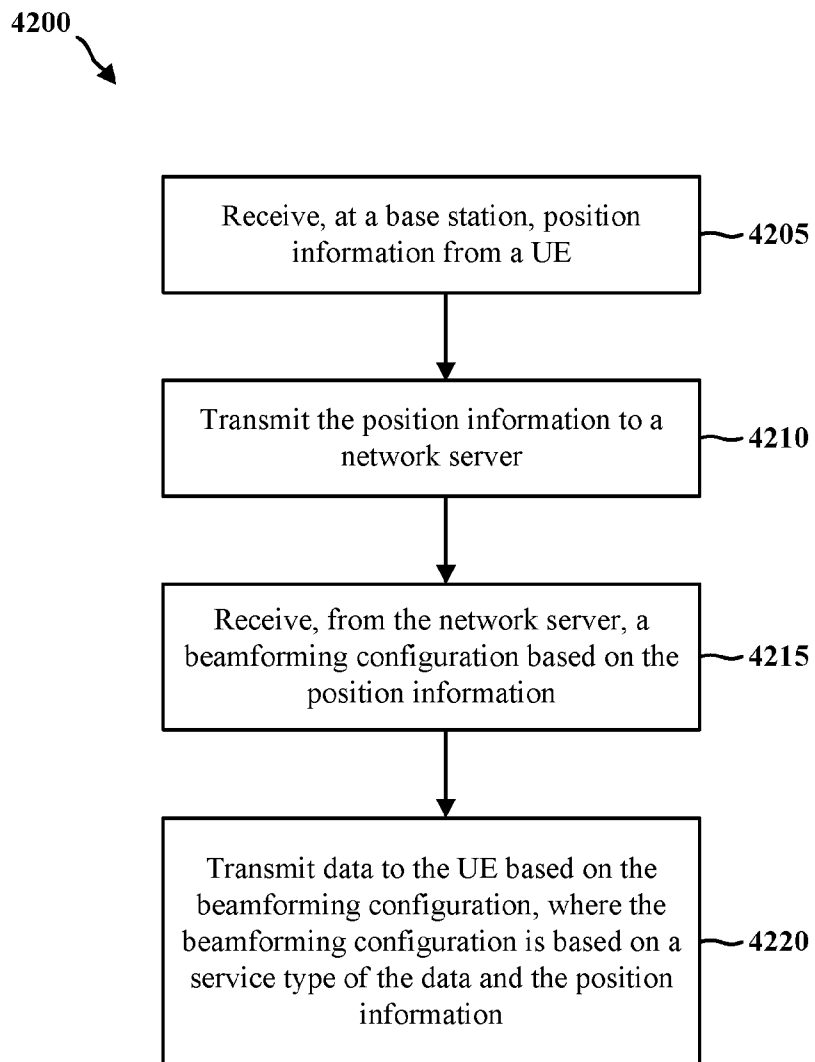 4200
Receive, at a base station, position
information from a UE
4205
Transmit the position information to a
network server
4210
Receive, from the network server, a
beamforming configuration based on the
position information
4215
Transmit data to the UE based on the
beamforming configuration, where the
beamforming configuration is based on a
service type of the data and the position
information
4220